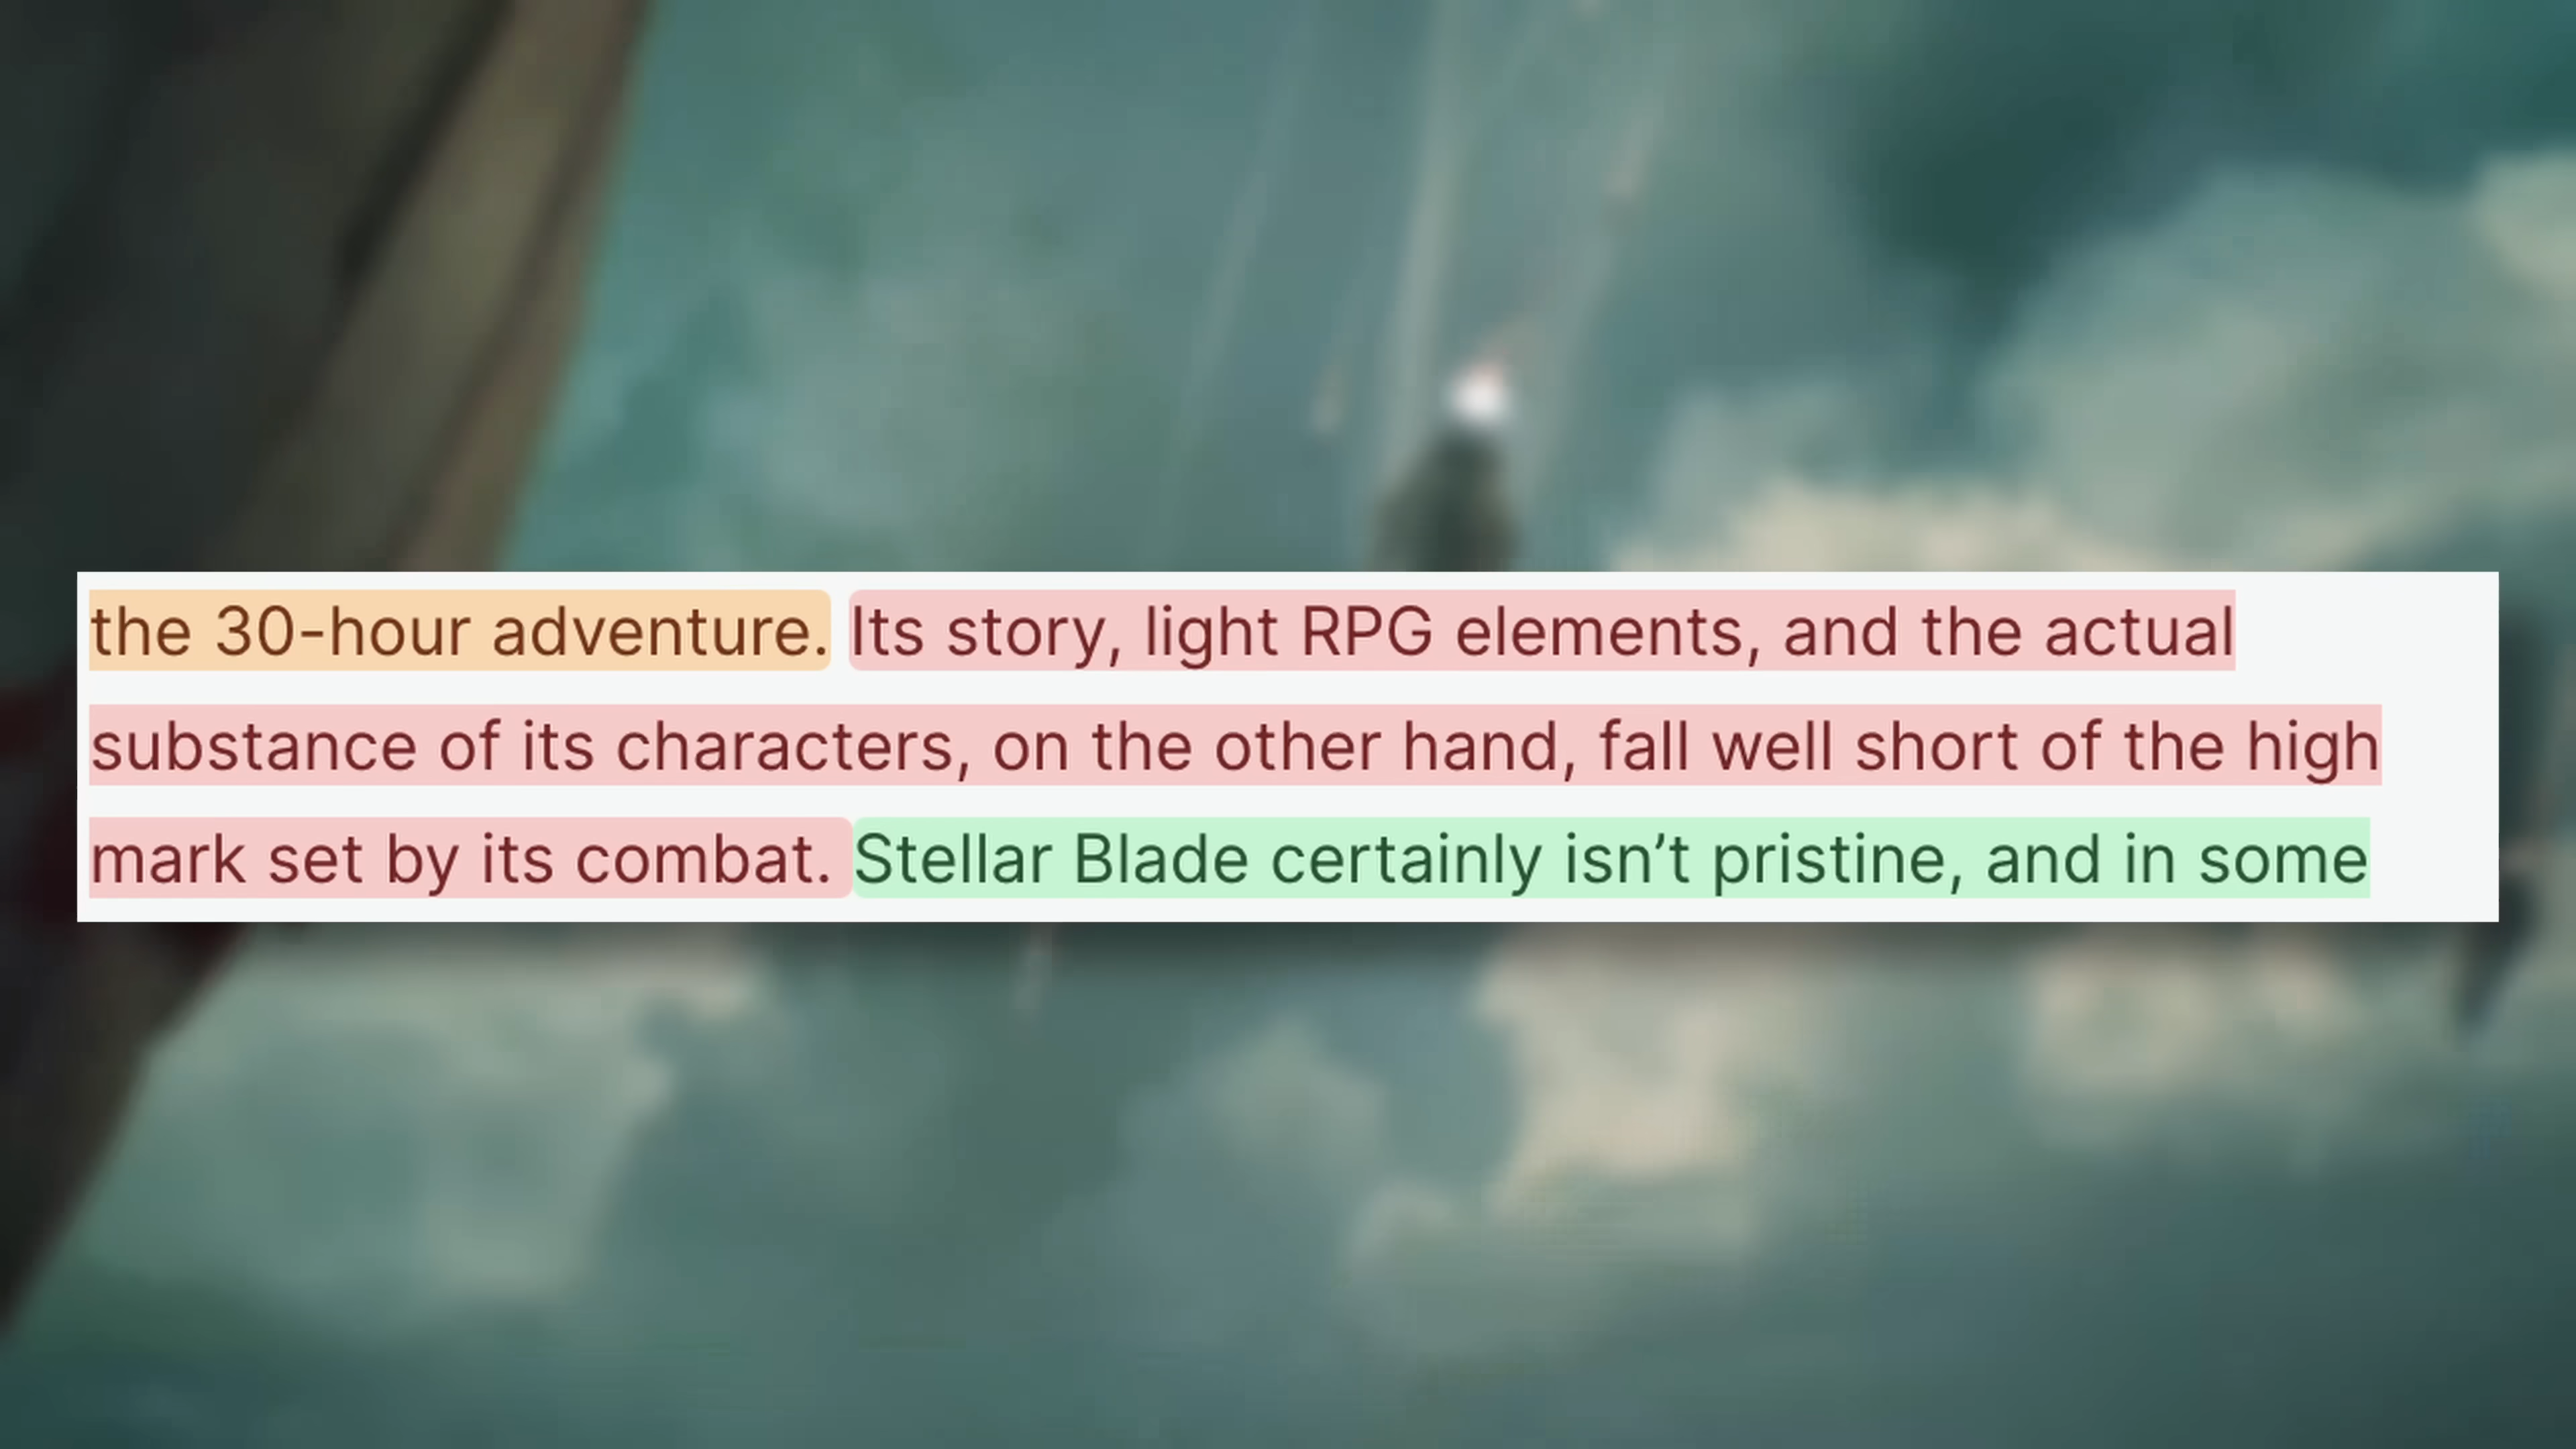 the 30-hour adventure. Its story, light RPG elements, and the actual
substance of its characters, on the other hand, fall well short of the high
mark set by its combat. Stellar Blade certainly isn’t pristine, and in some